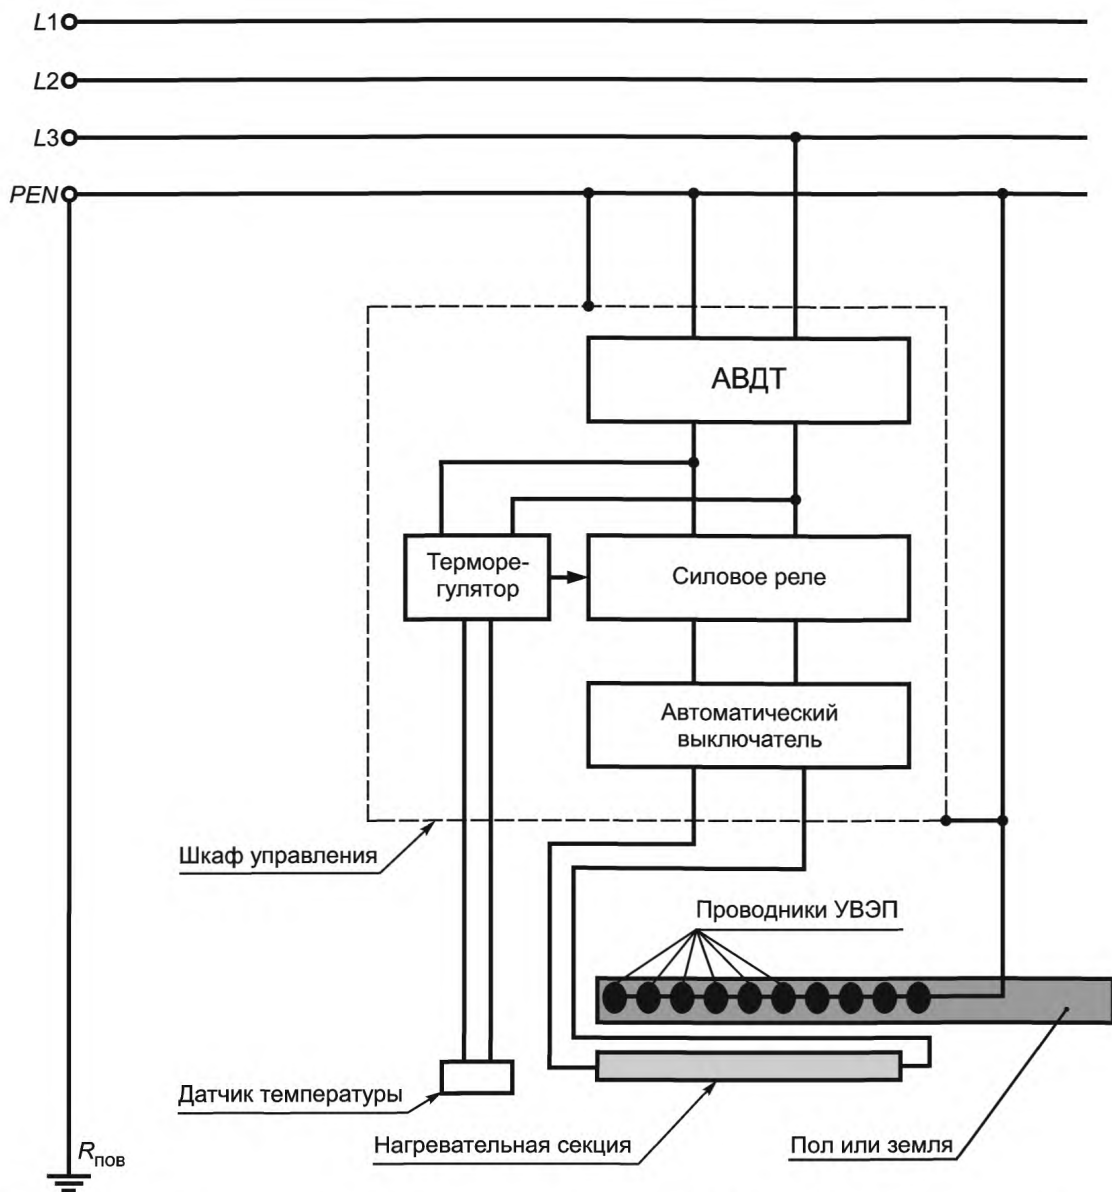 L1
L2
L3
PEN
АВДТ
Терморе-
гулятор
Силовое реле
Автоматический
выключатель
Шкаф управления
Проводники УВЭП
Датчик температуры
Нагревательная секция
Пол или земля
Rпов